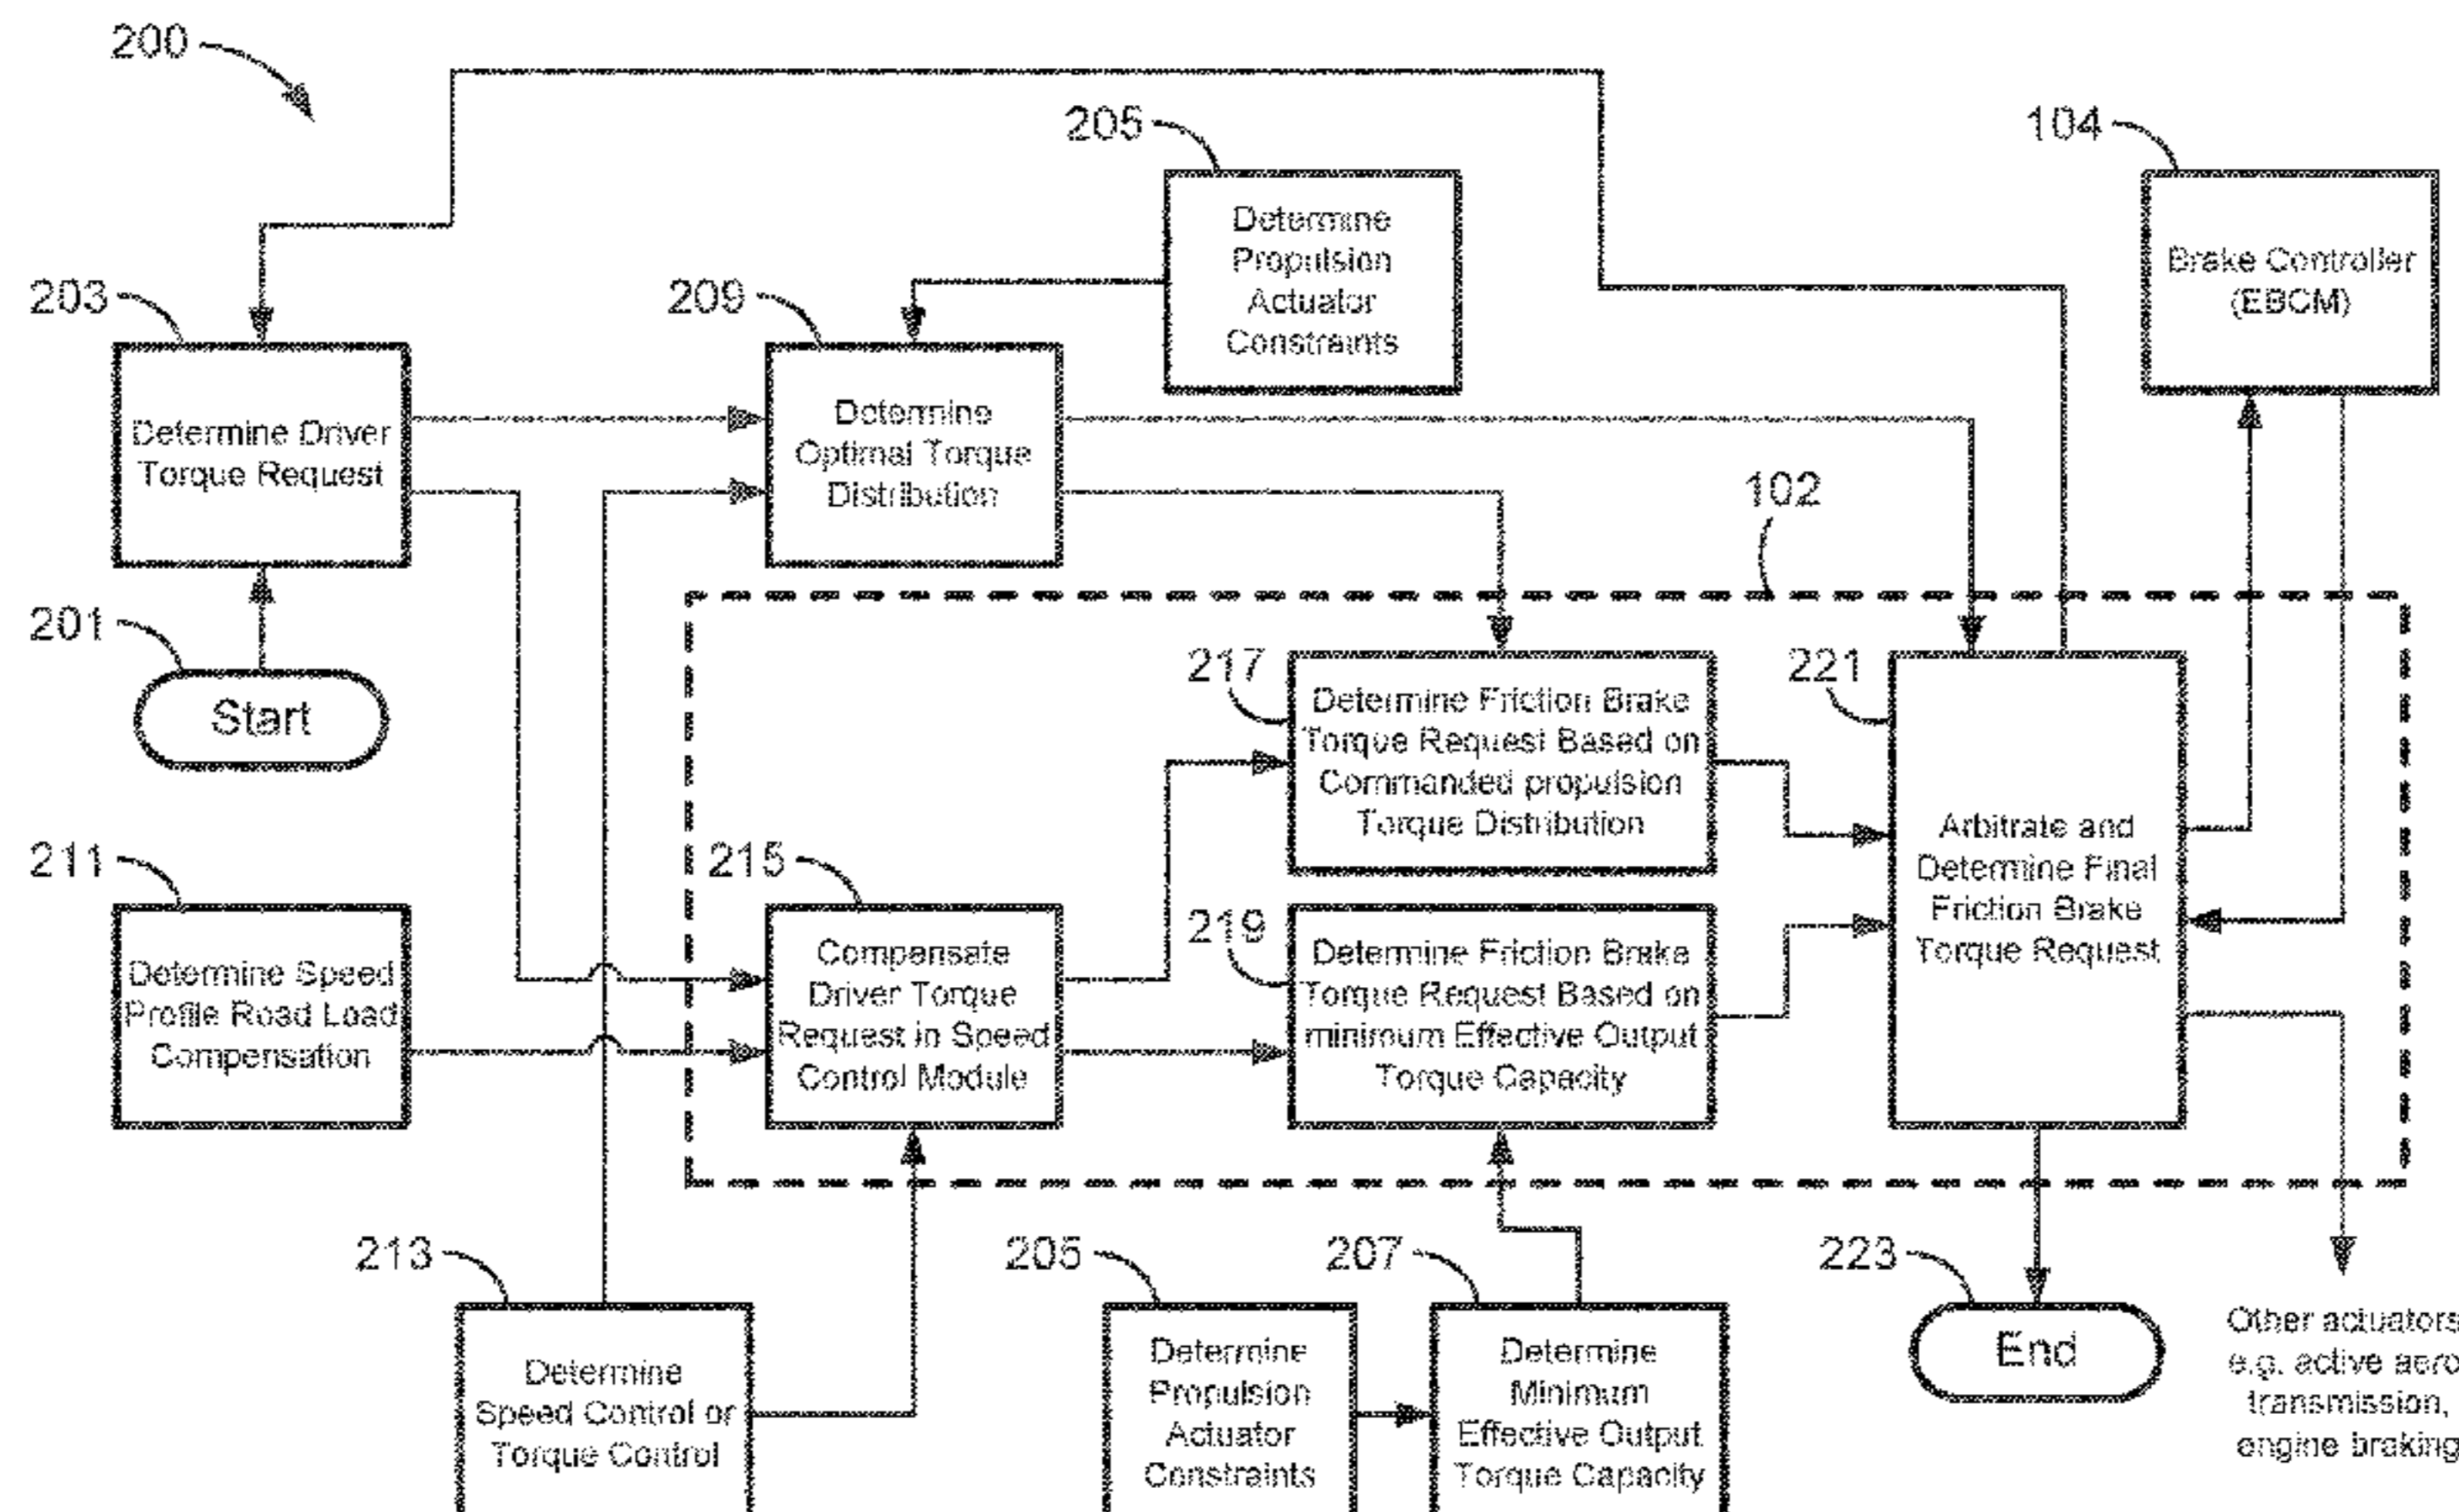 200
205
104
Determine
Propulsion
Actuator
Constraints
Brake Controller
(EBCM)
203
209
Determine Driver
Torque Request
Determine
Optimal Torque
Distribution
102
201
Start
217
Determine Friction Brake
Torque Request Based on
Commanded propulsion
Torque Distribution
221
Arbitrate and
Determine Final
Friction Brake
Torque Request
211
Determine Speed
Profile Road Load
Compensation
215
Compensate
Driver Torque
Request in Speed
Control Module
219
Determine Friction Brake
Torque Request Based on
minimum Effective Output
Torque Capacity
213
Determine
Speed Control or
Torque Control
205
Determine
Propulsion
Actuator
Constraints
207
Determine
Minimum
Effective Output
Torque Capacity
223
End
Other actuators
e.g. active aero
transmission,
engine braking